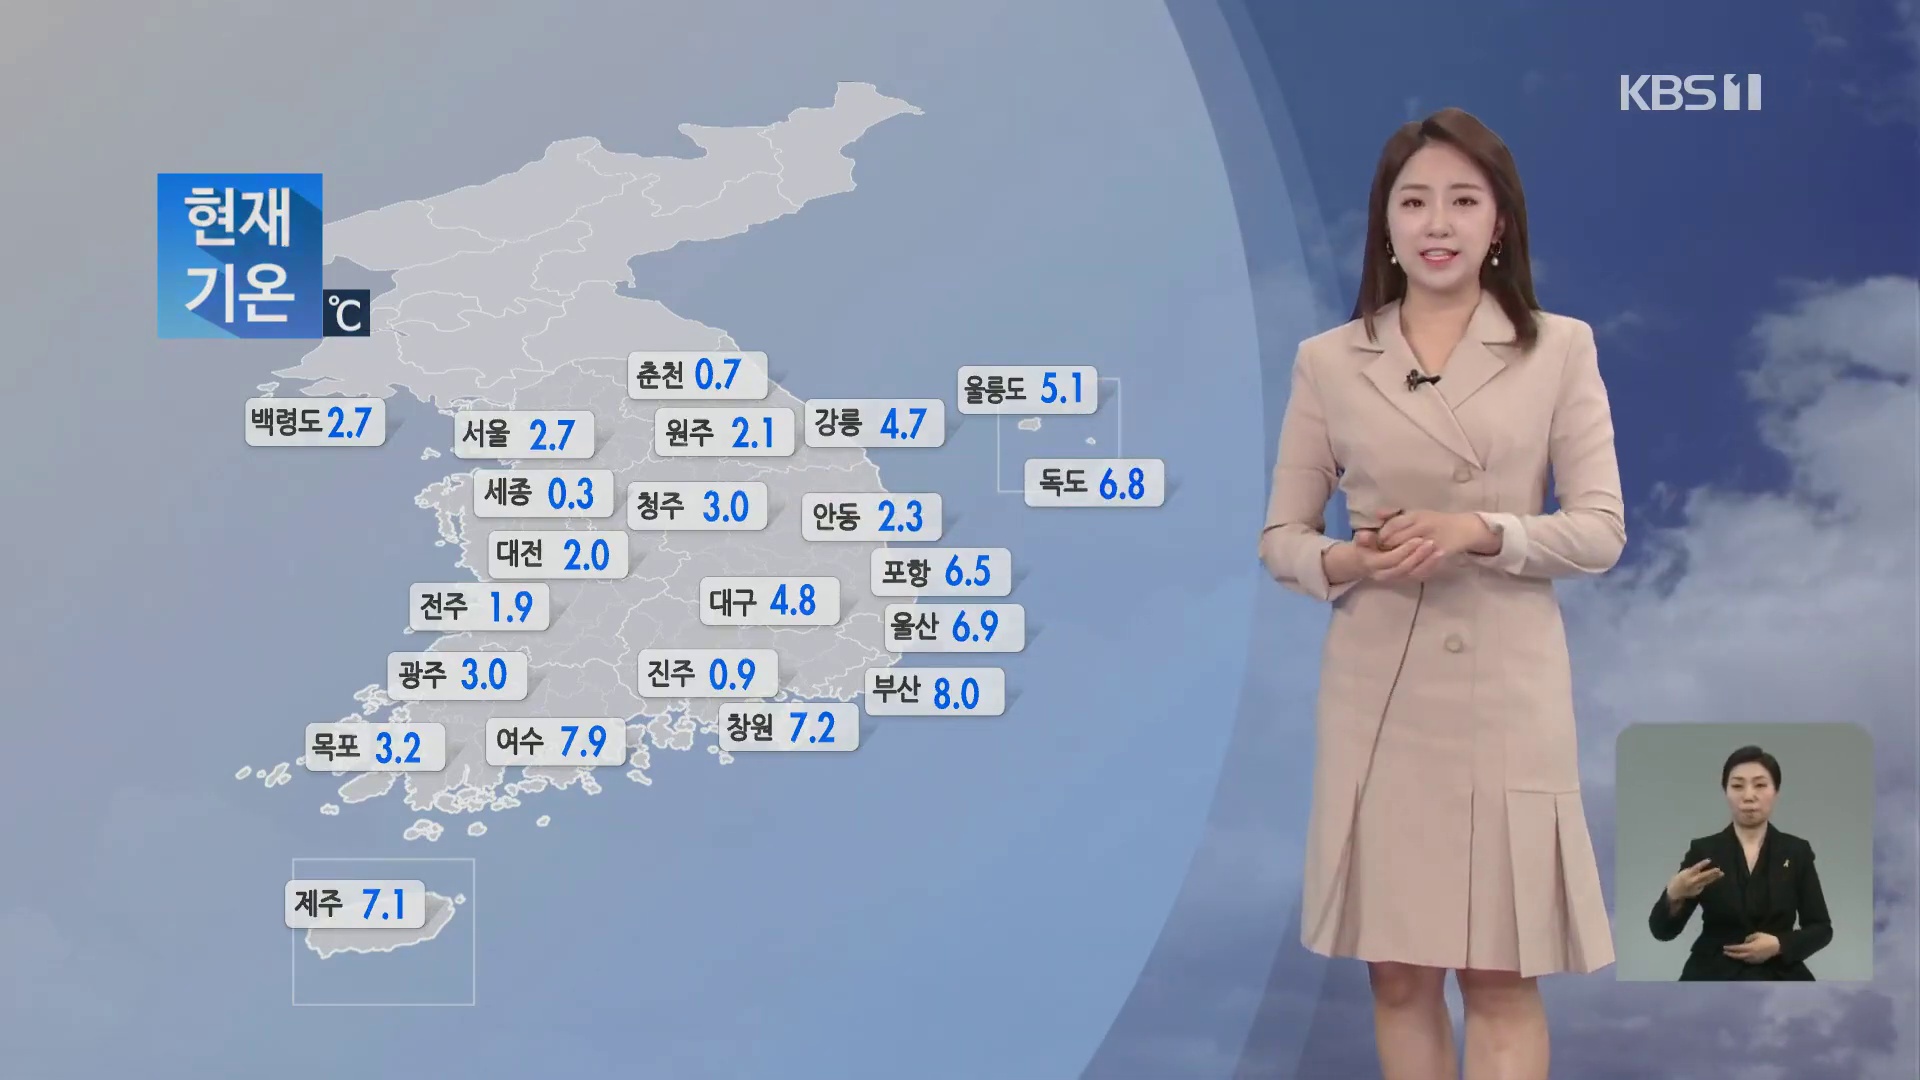 KBS 1
현재
기온
℃
춘천 0.7
울릉도 5.1
백령도 2.7
서울 2.7
원주 2.1
강릉 4.7
독도 6.8
세종 0.3
청주 3.0
안동 2.3
대전 2.0
포항 6.5
전주 1.9
대구 4.8
울산 6.9
광주 3.0
진주 0.9
부산 8.0
목포 3.2
여수 7.9
창원 7.2
제주 7.1